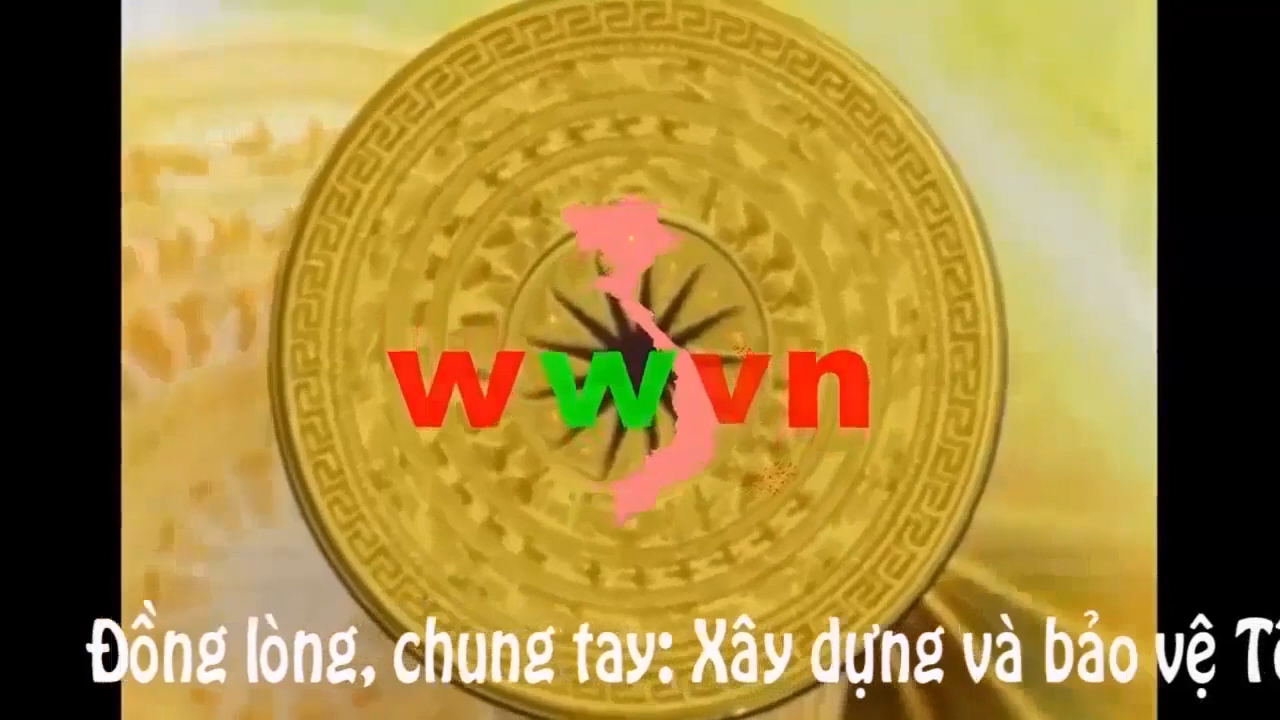 wwvn
Đồng lòng, chung tay: Xây dựng và bảo vệ